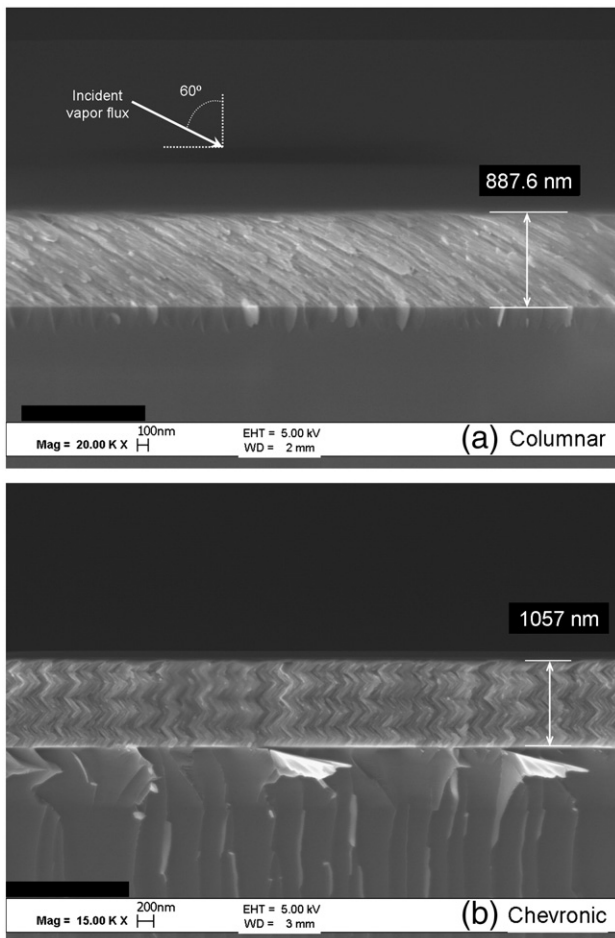 60º
Incident
vapor flux
887.6 nm
100nm
Mag = 20.00 K X
EHT = 5.00 kV
WD = 2 mm
(a) Columnar
1057 nm
200nm
Mag = 15.00 K X
EHT = 5.00 kV
WD = 3 mm
(b) Chevronic